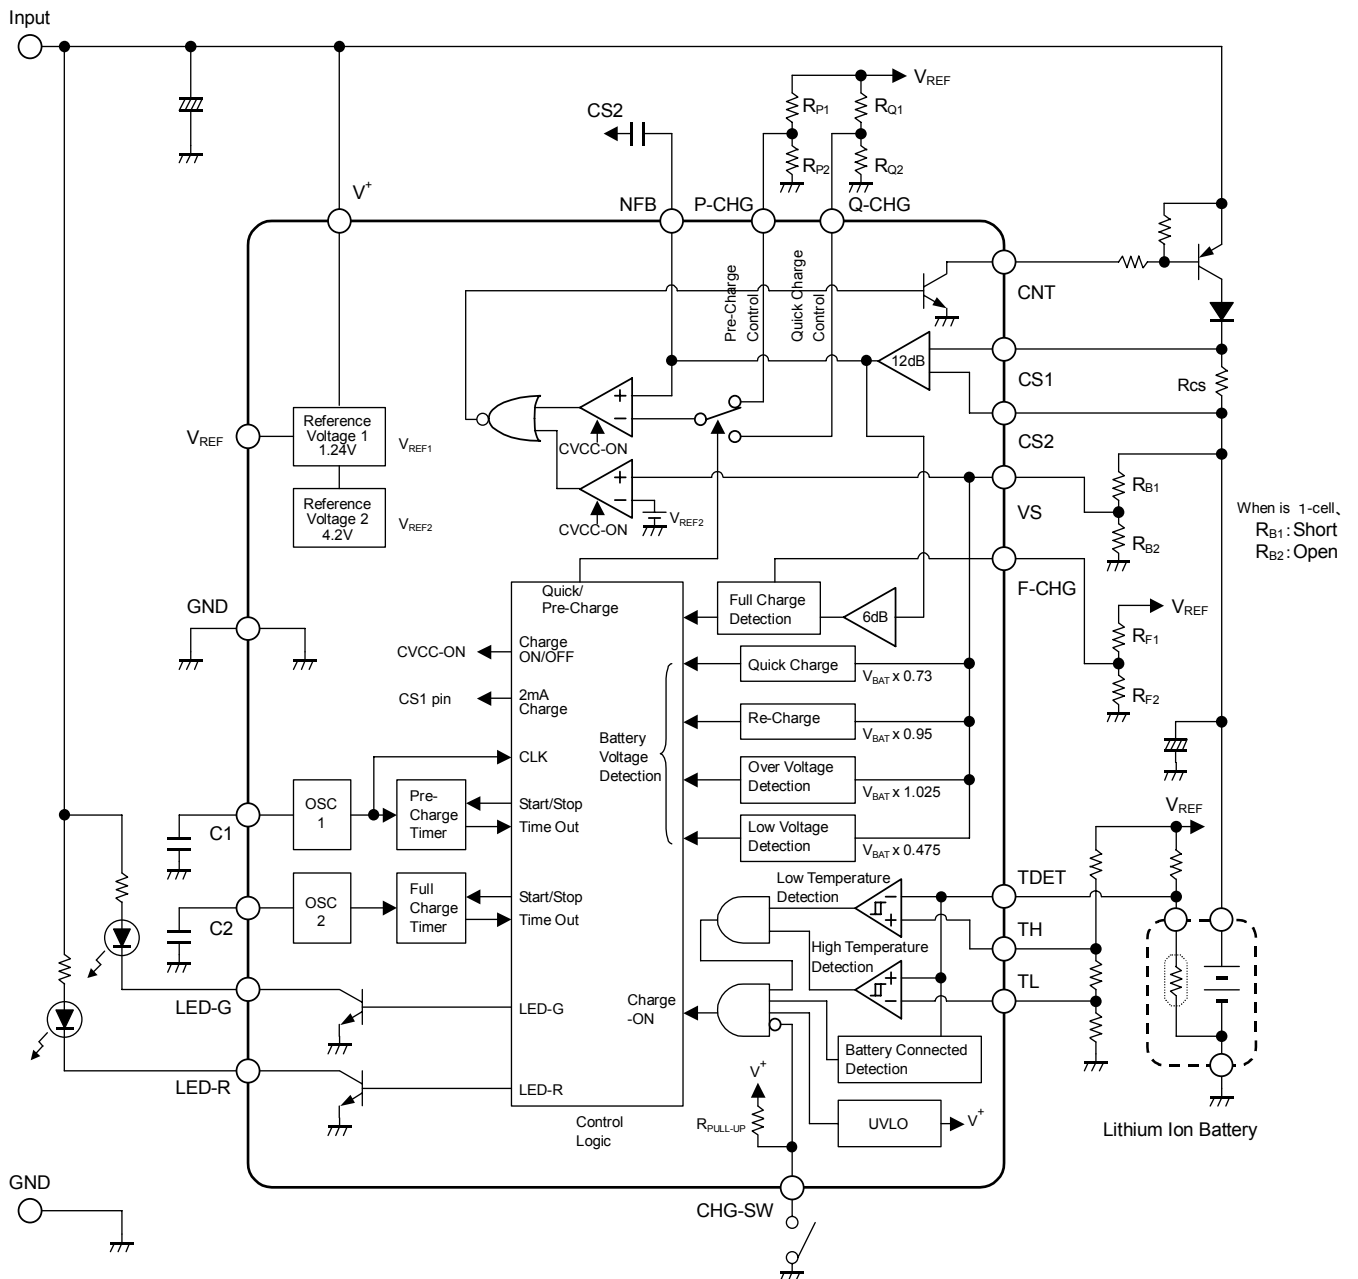 Input
VREF
CS2
RP1
RQ1
RP2
RQ2
V+
NFB
P-CHG
Q-CHG
CNT
Pre-Charge
Control
Quick Charge
Control
12dB
CS1
Rcs
CS2
VREF
Reference
Voltage 1
1.24V
VREF1
CVCC-ON
Reference
Voltage 2
4.2V
VREF2
CVCC-ON
VREF2
VS
RB1
RB2
When is 1-cell、
RB1:Short
RB2:Open
F-CHG
VREF
RF1
RF2
GND
Quick/
Pre-Charge
Full Charge
Detection
6dB
CVCC-ON
Charge
ON/OFF
Quick Charge
VBAT x 0.73
CS1 pin
2mA
Charge
Re-Charge
VBAT x 0.95
Battery
Voltage
Detection
CLK
Over Voltage
Detection
VBAT x 1.025
C1
OSC
1
Pre-
Charge
Timer
Start/Stop
Time Out
Low Voltage
Detection
VBAT x 0.475
VREF
C2
OSC
2
Full
Charge
Timer
Start/Stop
Time Out
Low Temperature
Detection
TDET
TH
High Temperature
Detection
TL
LED-G
LED-G
Charge
-ON
Battery Connected
Detection
LED-R
LED-R
V+
RPULL-UP
UVLO
V+
Control
Logic
Lithium Ion Battery
GND
CHG-SW